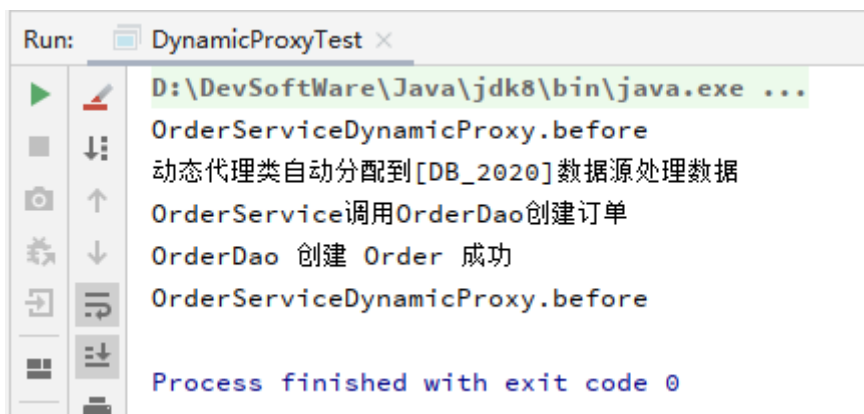 Run: DynamicProxyTest ×
D:\DevSoftWare\Java\jdk8\bin\java.exe ...
OrderServiceDynamicProxy.before
动态代理类自动分配到[DB_2020]数据源处理数据
OrderService调用OrderDao创建订单
OrderDao 创建 Order 成功
OrderServiceDynamicProxy.before
Process finished with exit code 0